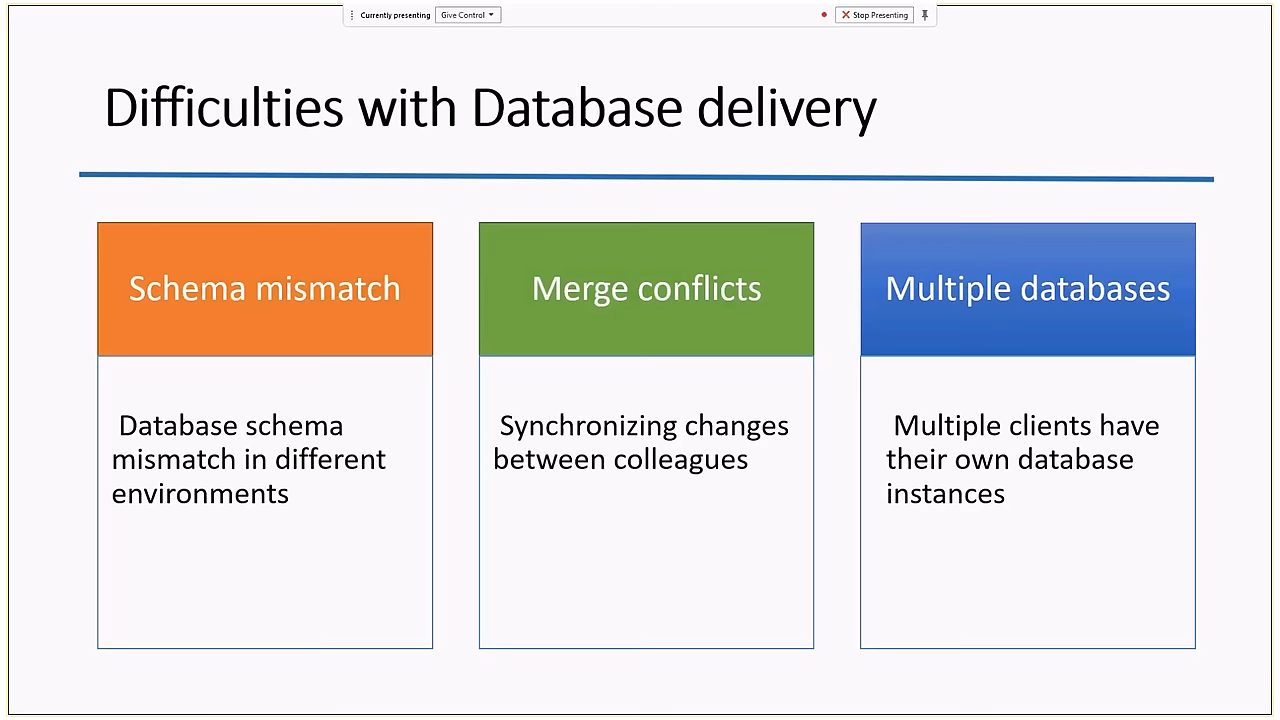 Currently presenting Give Control Stop Presenting
Difficulties with Database delivery
Schema mismatch
Database schema
mismatch in different
environments
Merge conflicts
Synchronizing changes
between colleagues
Multiple databases
Multiple clients have
their own database
instances